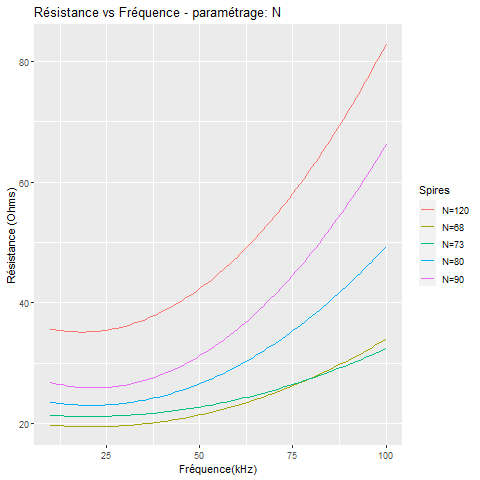 Résistance vs Fréquence - paramétrage: N
80
60
40
20
Résistance (Ohms)
25
50
75
100
Fréquence(kHz)
Spires
N=120
N=68
N=73
N=80
N=90